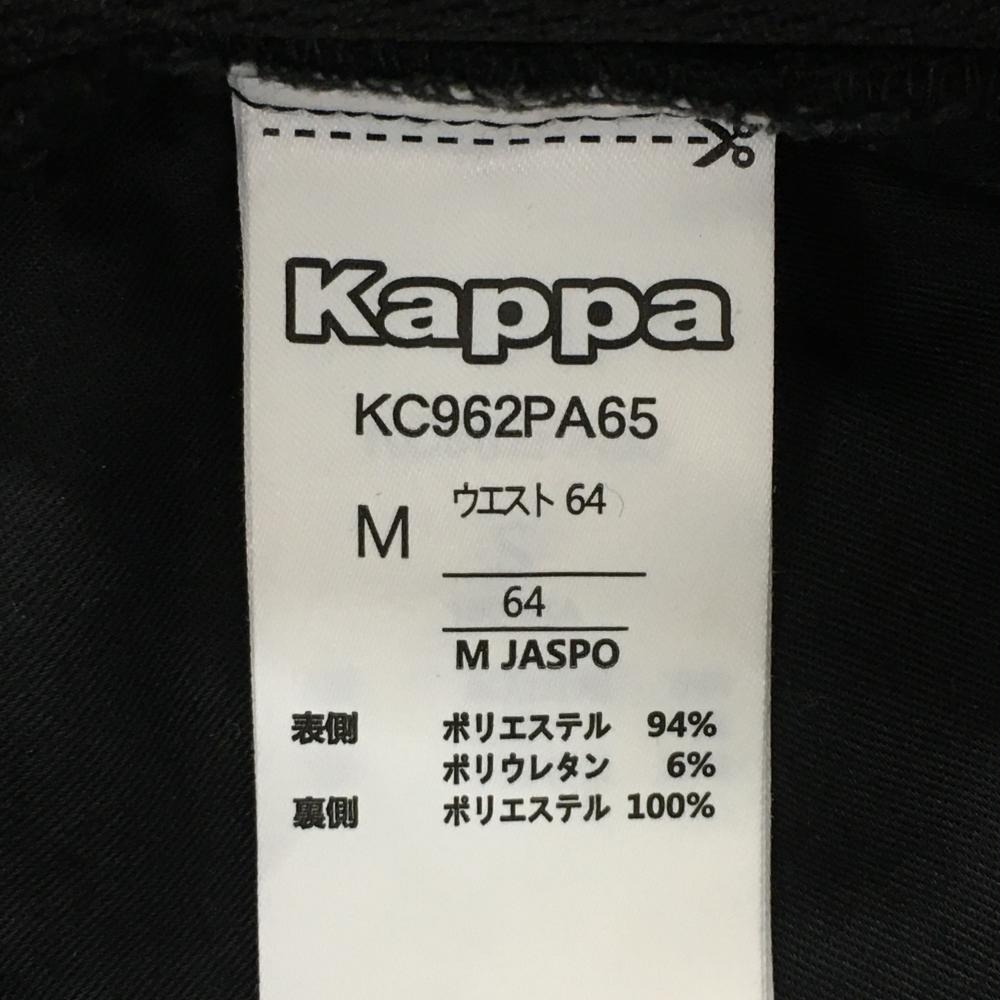 Kappa
KC962PA65
M ウエスト 64
64
M JASPO
表側 ポリエステル 94%
ポリウレタン 6%
裏側 ポリエステル 100%